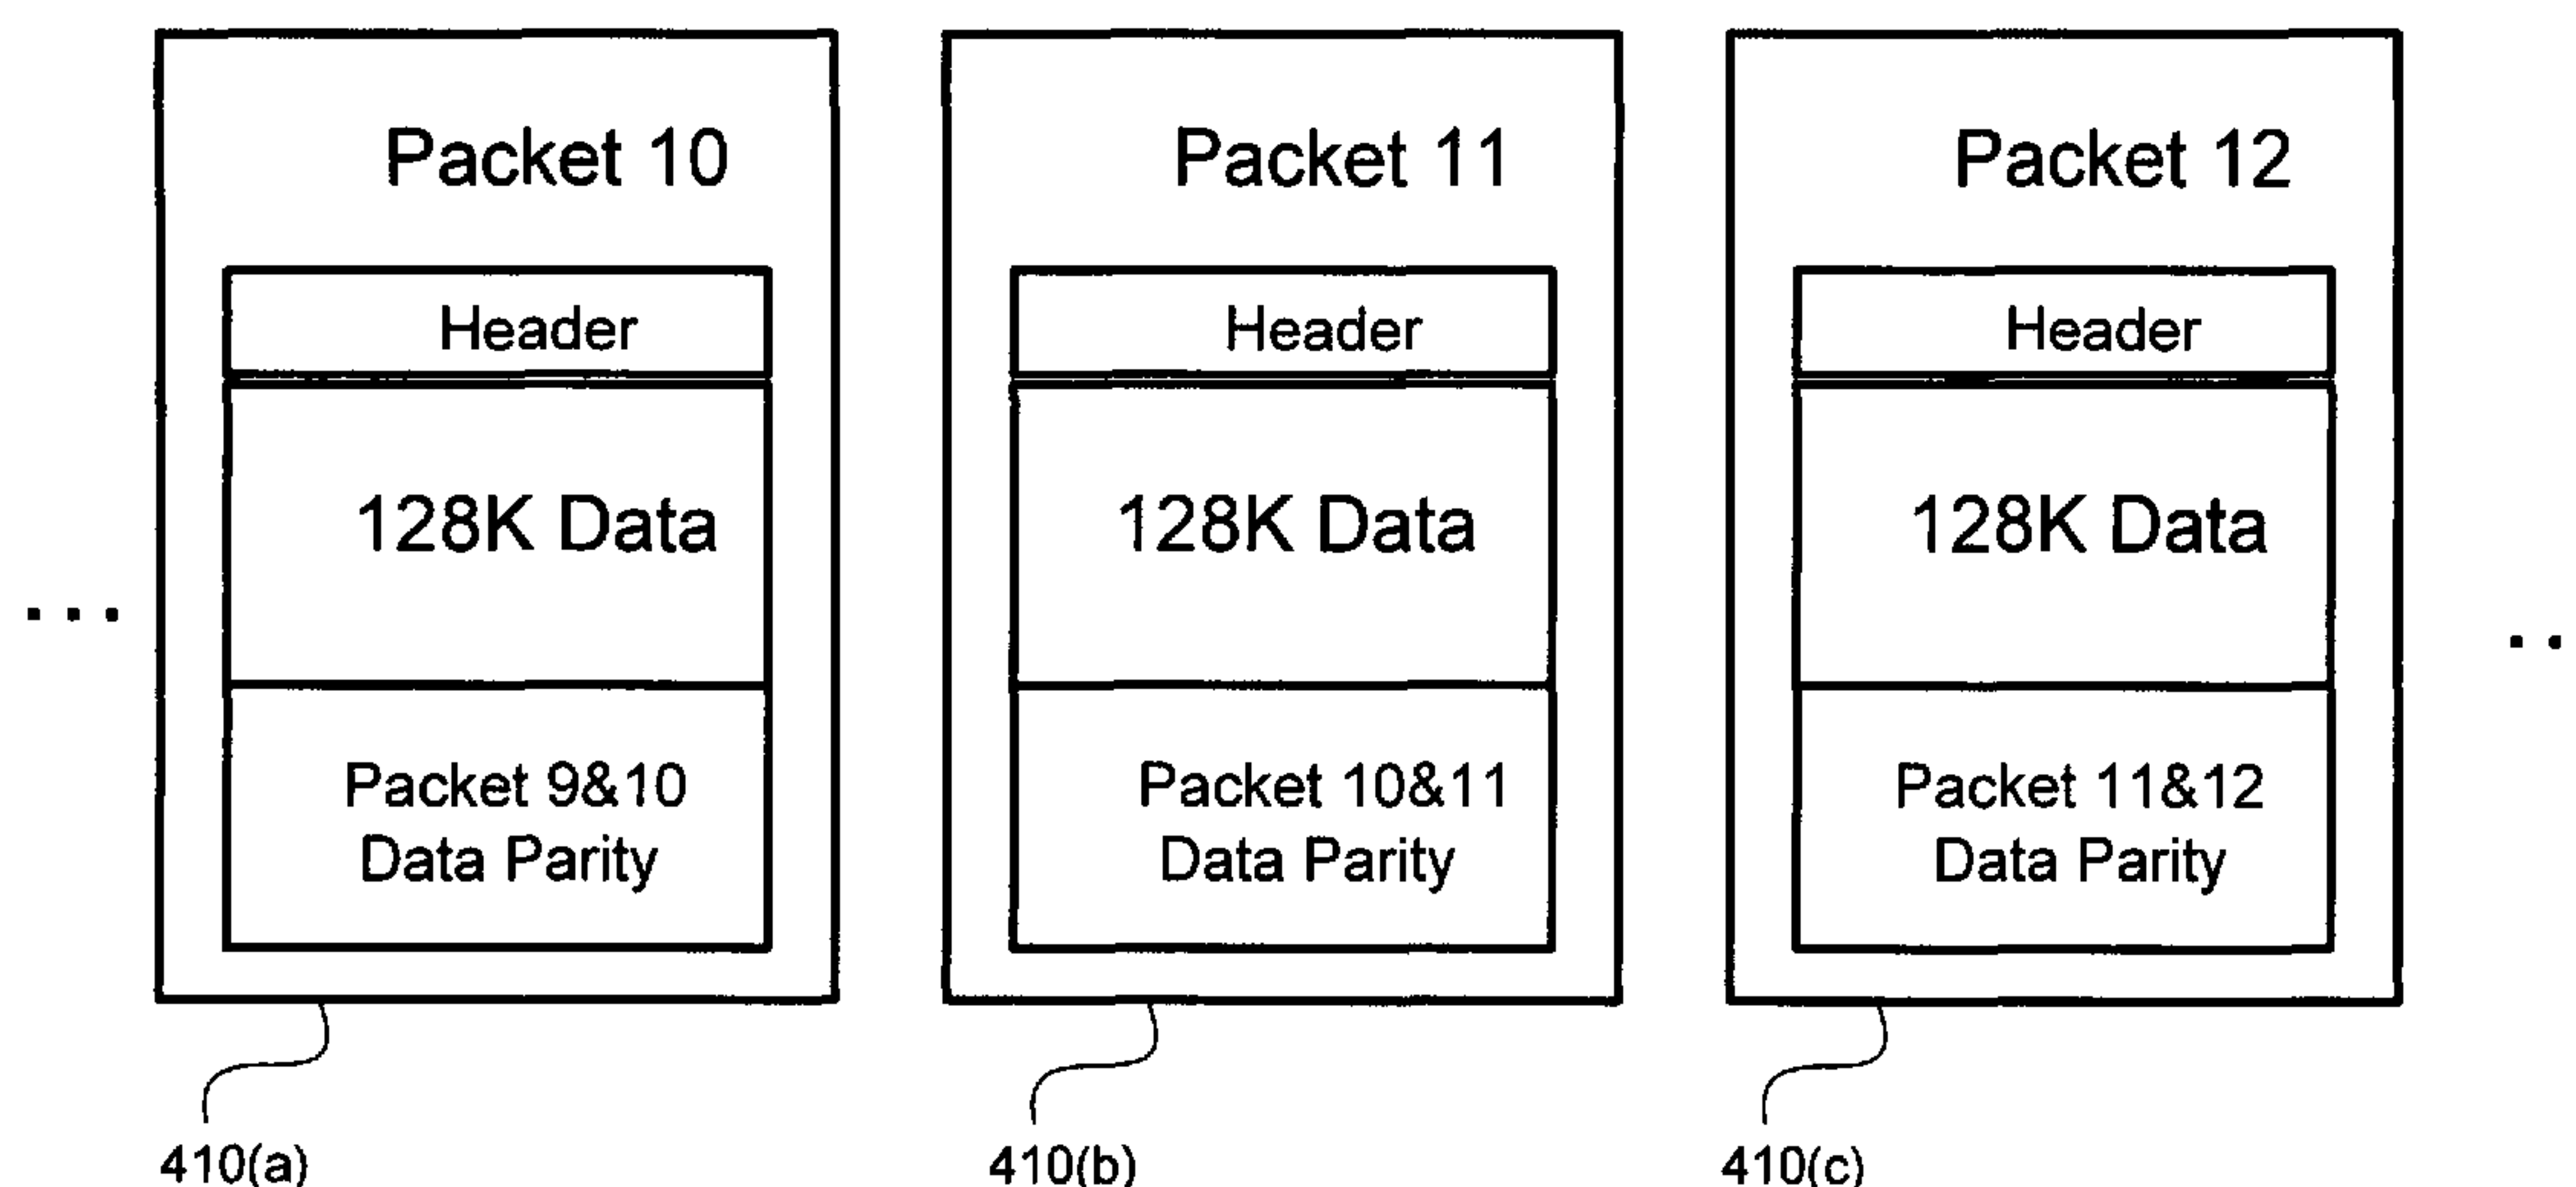 Packet 10
Header
128K Data
Packet 9&10
Data Parity
410(a)
Packet 11
Header
128K Data
Packet 10&11
Data Parity
410(b)
Packet 12
Header
128K Data
Packet 11&12
Data Parity
410(c)